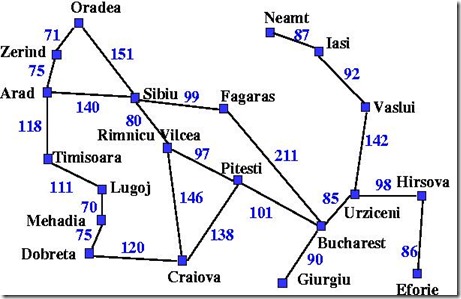 Oradea
Neamt
71
87
Zerind
151
Iasi
75
92
Arad
140
Sibiu
99
Fagaras
Vaslui
80
118
Rimnicu Vilcea
142
Timisoara
97
211
Pitesti
111
Lugoj
85
98
Hirsova
70
146
101
Urziceni
Mehadia
138
Bucharest
75
120
90
86
Dobreta
Craiova
Giurgiu
Eforie